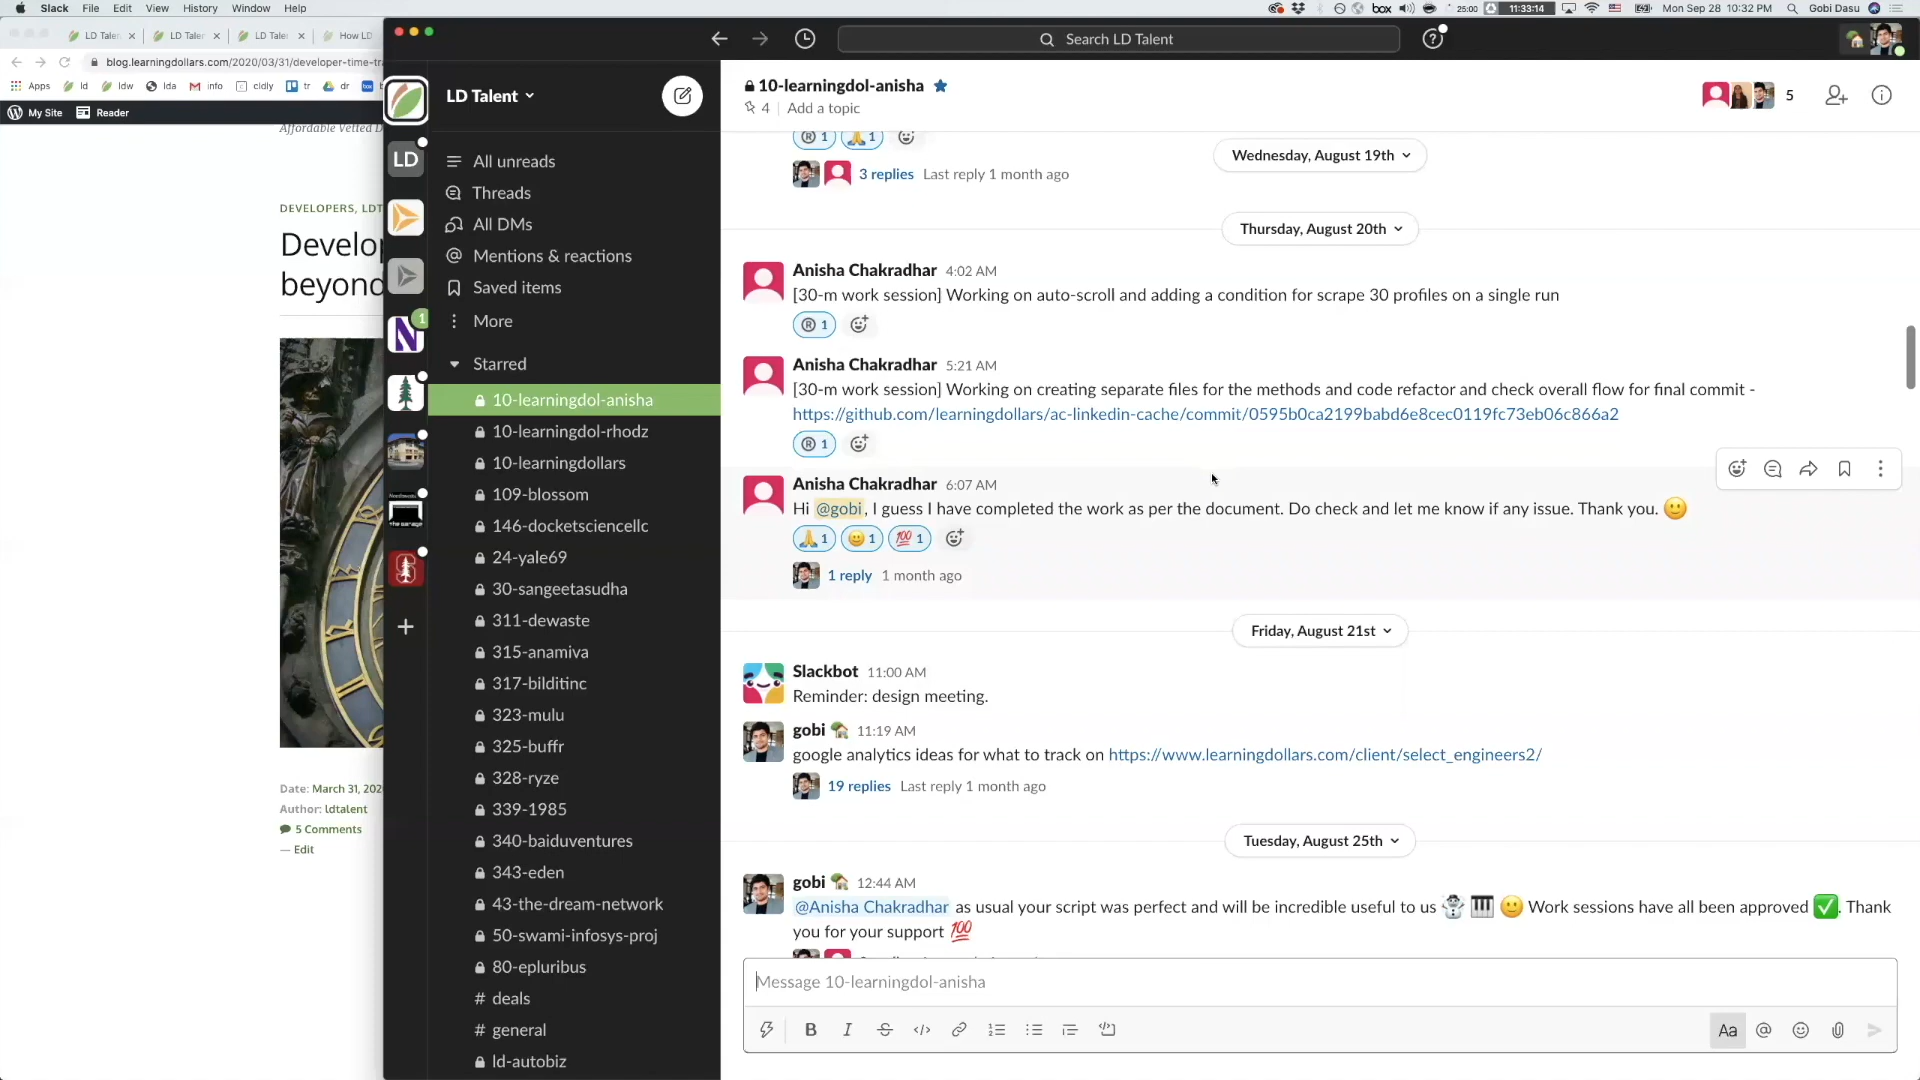 Slack File Edit View History Window Help
box 25:00 11:33:14 Mon Sep 28 10:32 PM Gobi Dasu
LD Talen × LD Talen × LD Talen × How LD
blog.learningdollars.com/2020/03/31/developer-time-tra
Apps ld ldw lda info cldly tr dr box
My Site Reader
Affordable Vetted D
DEVELOPERS, LDT
Develop
beyond
Date: March 31, 202
Author: ldtalent
5 Comments
— Edit
LD
1
Search LD Talent
LD Talent
All unreads
Threads
All DMs
Mentions & reactions
Saved items
More
Starred
10-learningdol-anisha
10-learningdol-rhodz
10-learningdollars
109-blossom
146-docketsciencellc
24-yale69
30-sangeetasudha
311-dewaste
315-anamiva
317-bilditinc
323-mulu
325-buffr
328-ryze
339-1985
340-baiduventures
343-eden
43-the-dream-network
50-swami-infosys-proj
80-epluribus
# deals
# general
ld-autobiz
10-learningdol-anisha
4 Add a topic
5
® 1 🙏 1
Wednesday, August 19th
3 replies Last reply 1 month ago
Thursday, August 20th
Anisha Chakradhar 4:02 AM
[30-m work session] Working on auto-scroll and adding a condition for scrape 30 profiles on a single run
® 1
Anisha Chakradhar 5:21 AM
[30-m work session] Working on creating separate files for the methods and code refactor and check overall flow for final commit -
https://github.com/learningdollars/ac-linkedin-cache/commit/0595b0ca2199babd6e8cec0119fc73eb06c866a2
® 1
Anisha Chakradhar 6:07 AM
Hi @gobi, I guess I have completed the work as per the document. Do check and let me know if any issue. Thank you. 🙂
🙏 1 😀 1 💯 1
1 reply 1 month ago
Friday, August 21st
Slackbot 11:00 AM
Reminder: design meeting.
gobi 11:19 AM
google analytics ideas for what to track on https://www.learningdollars.com/client/select_engineers2/
19 replies Last reply 1 month ago
Tuesday, August 25th
gobi 12:44 AM
@Anisha Chakradhar as usual your script was perfect and will be incredible useful to us ⛄ 🎹 🙂 Work sessions have all been approved ✅. Thank
you for your support 💯
Message 10-learningdol-anisha
B I S </> Aa @